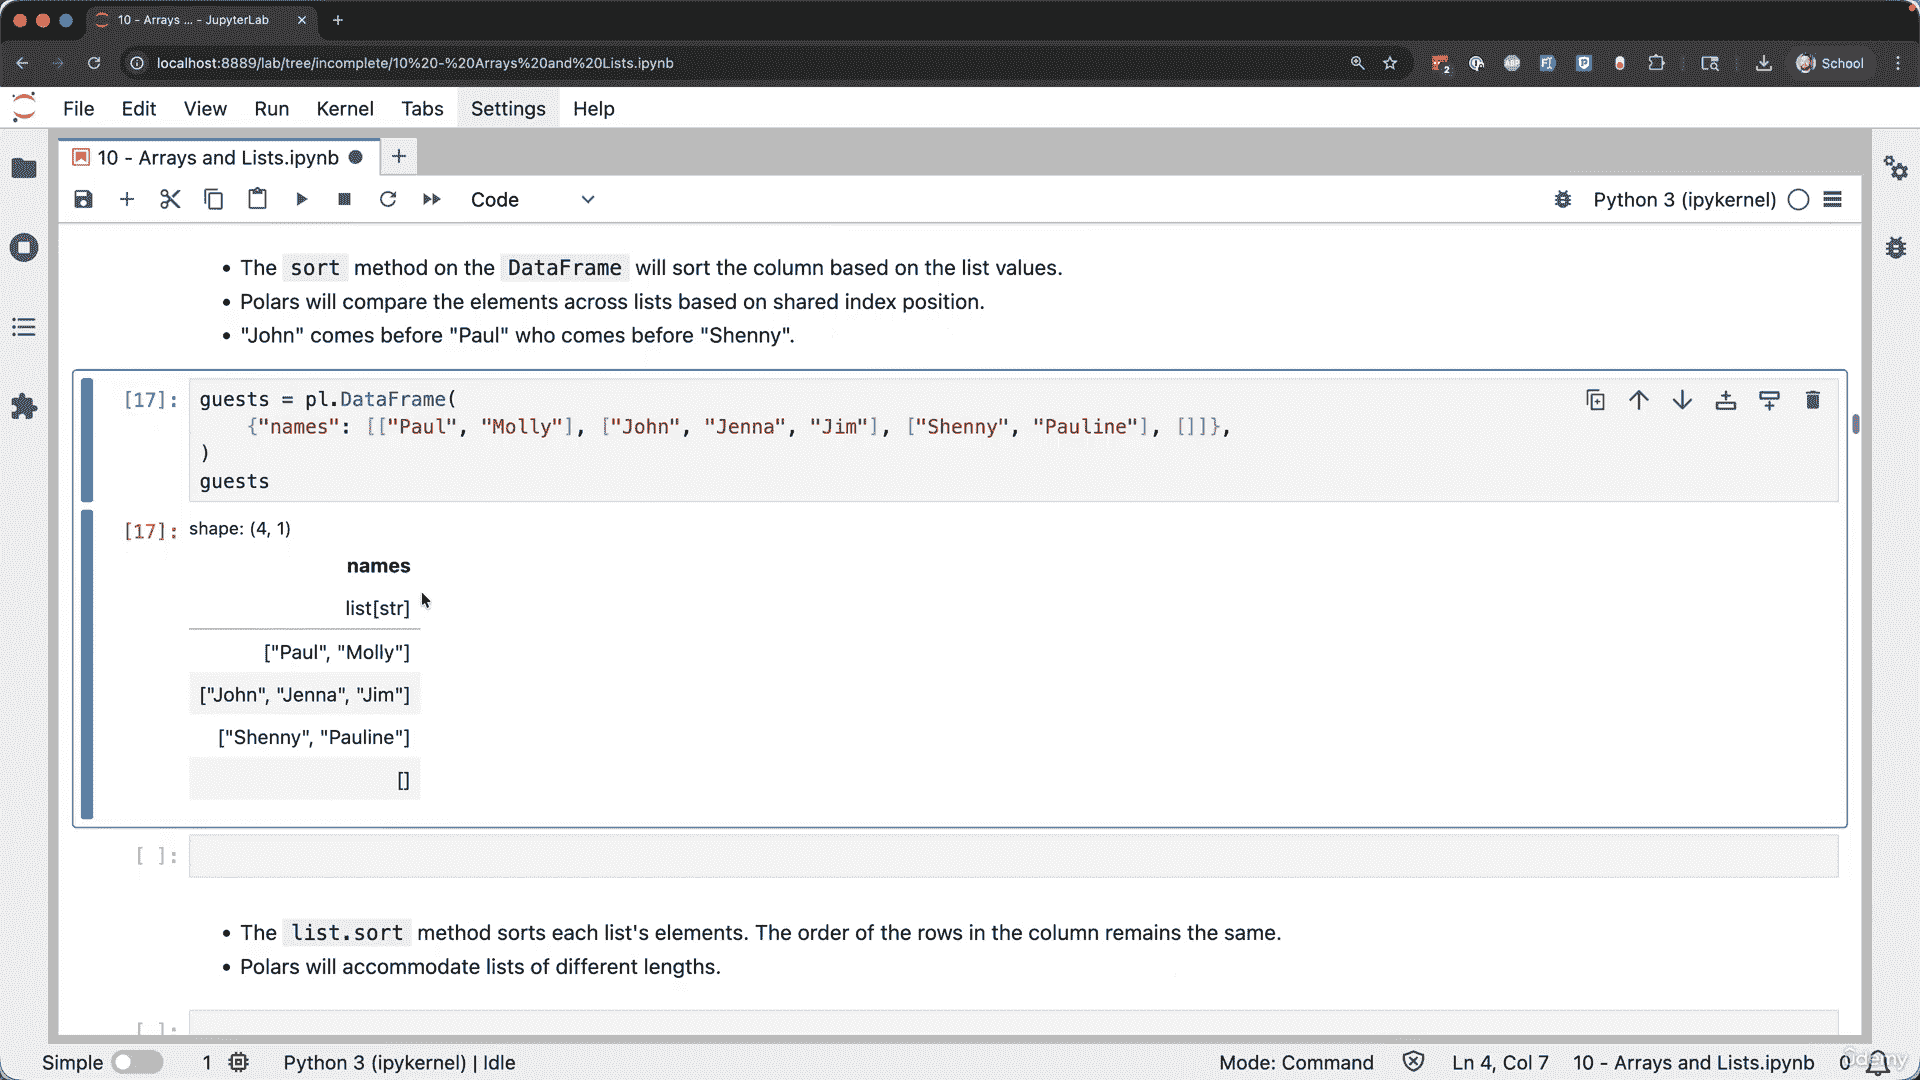 10 - Arrays ... - JupyterLab
localhost:8889/lab/tree/incomplete/10%20-%20Arrays%20and%20Lists.ipynb
2
School
File Edit View Run Kernel Tabs Settings Help
10 - Arrays and Lists.ipynb
Code
Python 3 (ipykernel)
• The sort method on the DataFrame will sort the column based on the list values.
• Polars will compare the elements across lists based on shared index position.
• "John" comes before "Paul" who comes before "Shenny".
[17]: guests = pl.DataFrame(
{"names": [["Paul", "Molly"], ["John", "Jenna", "Jim"], ["Shenny", "Pauline"], []]},
)
guests
[17]: shape: (4, 1)
names
list[str]
["Paul", "Molly"]
["John", "Jenna", "Jim"]
["Shenny", "Pauline"]
[]
[ ]:
• The list.sort method sorts each list's elements. The order of the rows in the column remains the same.
• Polars will accommodate lists of different lengths.
[ ]:
Simple 1 Python 3 (ipykernel) | Idle Mode: Command Ln 4, Col 7 10 - Arrays and Lists.ipynb 0
Udemy